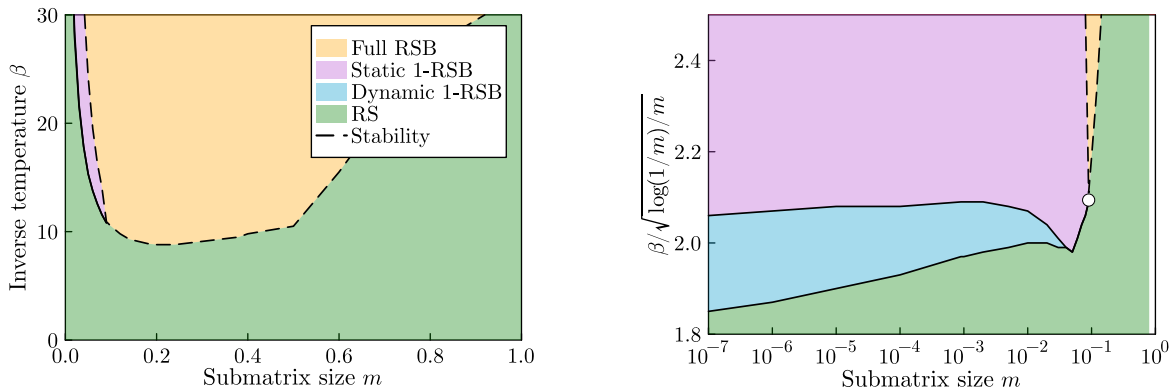 30
20
10
0
Inverse temperature β
0.0 0.2 0.4 0.6 0.8 1.0
Submatrix size m
Full RSB
Static 1-RSB
Dynamic 1-RSB
RS
Stability
2.4
2.2
2.0
1.8
β/√log(1/m)/m
10⁻⁷ 10⁻⁶ 10⁻⁵ 10⁻⁴ 10⁻³ 10⁻² 10⁻¹ 10⁰
Submatrix size m